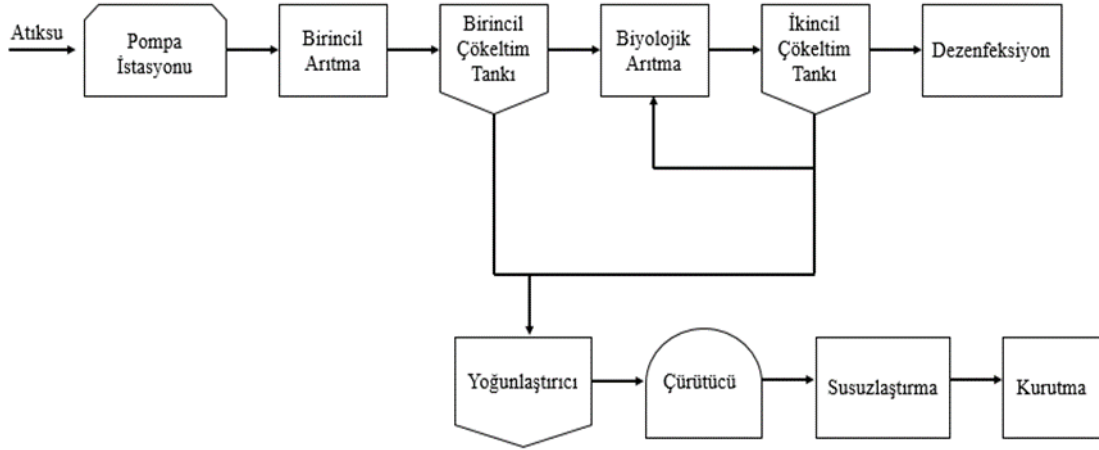 Atıksu
Pompa
İstasyonu
Birincil
Arıtma
Birincil
Çökeltim
Tankı
Biyolojik
Arıtma
İkincil
Çökeltim
Tankı
Dezenfeksiyon
Yoğunlaştırıcı
Çürütücü
Susuzlaştırma
Kurutma